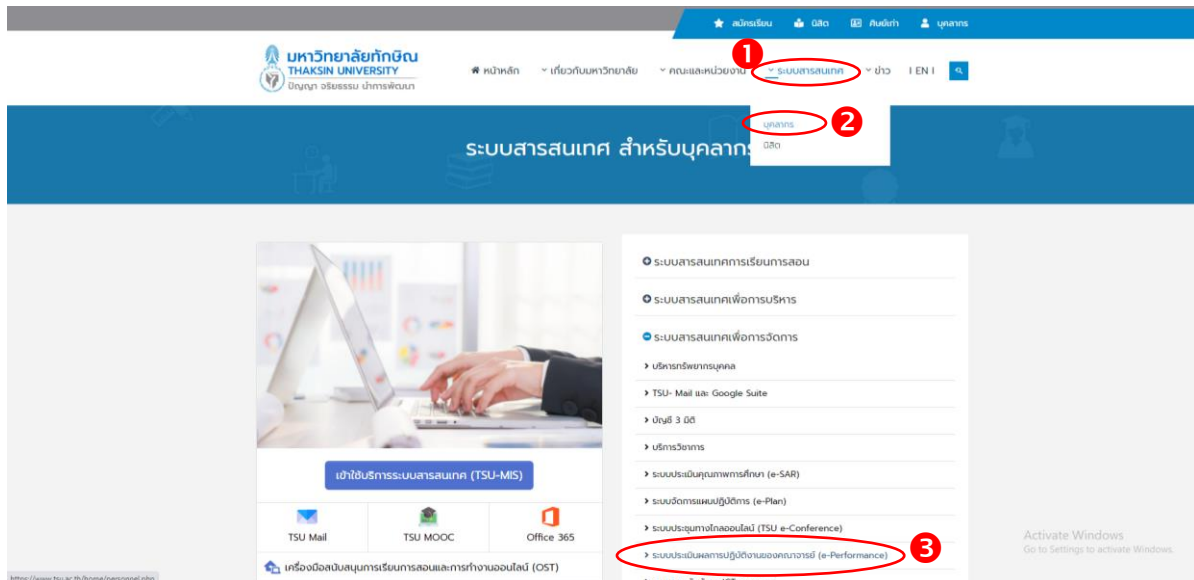 สมัครเรียน นิสิต ศิษย์เก่า บุคลากร
มหาวิทยาลัยทักษิณ
THAKSIN UNIVERSITY
ปัญญา จริยธรรม นำการพัฒนา
หน้าหลัก เกี่ยวกับมหาวิทยาลัย คณะและหน่วยงาน ระบบสารสนเทศ ข่าว | EN |
1
บุคลากร
2
นิสิต
ระบบสารสนเทศ สำหรับบุคลากร
ระบบสารสนเทศการเรียนการสอน
ระบบสารสนเทศเพื่อการบริหาร
ระบบสารสนเทศเพื่อการจัดการ
บริหารทรัพยากรบุคคล
TSU- Mail และ Google Suite
บัญชี 3 มิติ
บริการวิชาการ
ระบบประเมินคุณภาพการศึกษา (e-SAR)
ระบบจัดการแผนปฏิบัติการ (e-Plan)
ระบบประชุมทางไกลออนไลน์ (TSU e-Conference)
ระบบประเมินผลการปฏิบัติงานของคณาจารย์ (e-Performance)
3
เข้าใช้บริการระบบสารสนเทศ (TSU-MIS)
TSU Mail TSU MOOC Office 365
เครื่องมือสนับสนุนการเรียนการสอนและการทำงานออนไลน์ (OST)
Activate Windows
Go to Settings to activate Windows.
https://www.tsu.ac.th/home/personnel.php